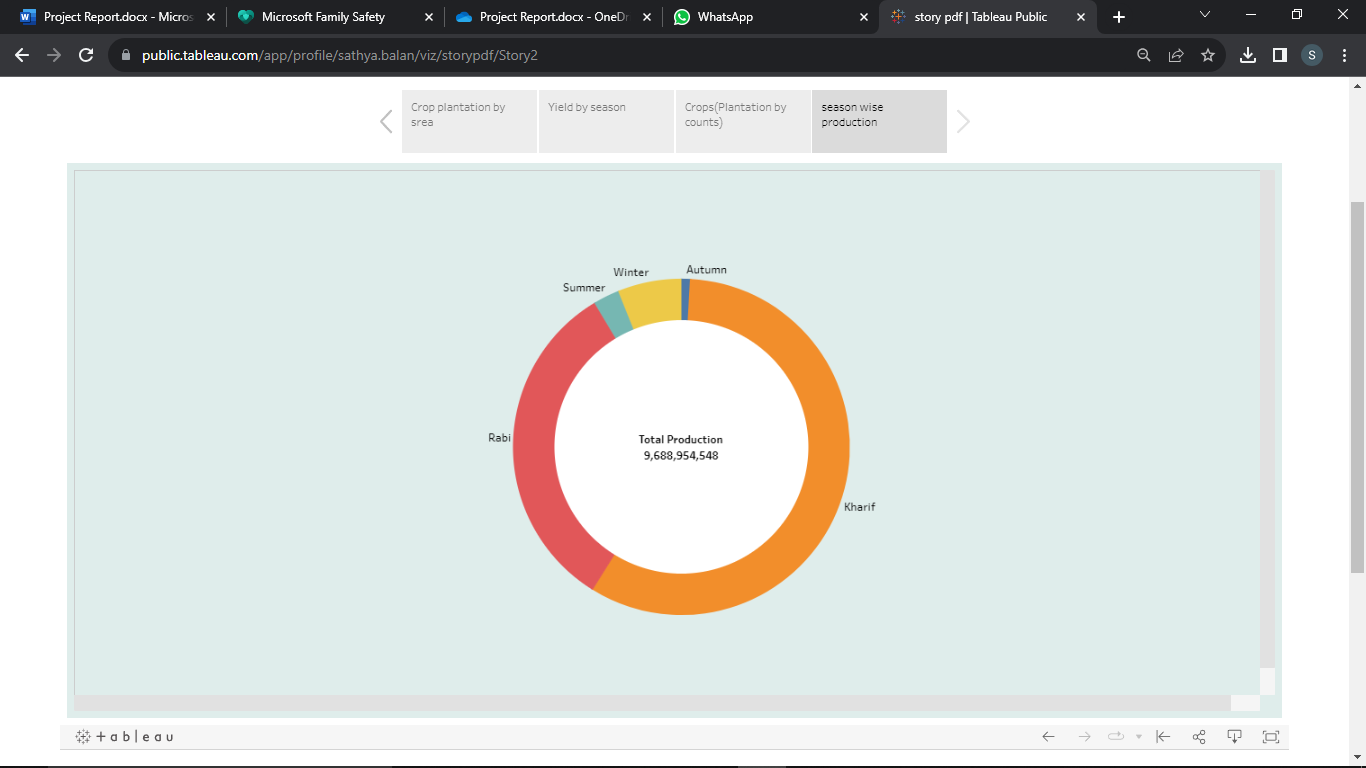 Project Report.docx - Micros
Microsoft Family Safety
Project Report.docx - OneDr
WhatsApp
story pdf | Tableau Public
public.tableau.com/app/profile/sathya.balan/viz/storypdf/Story2
S
Crop plantation by
srea
Yield by season
Crops(Plantation by
counts)
season wise
production
Winter
Autumn
Summer
Rabi
Total Production
9,688,954,548
Kharif
+ a b | e a u